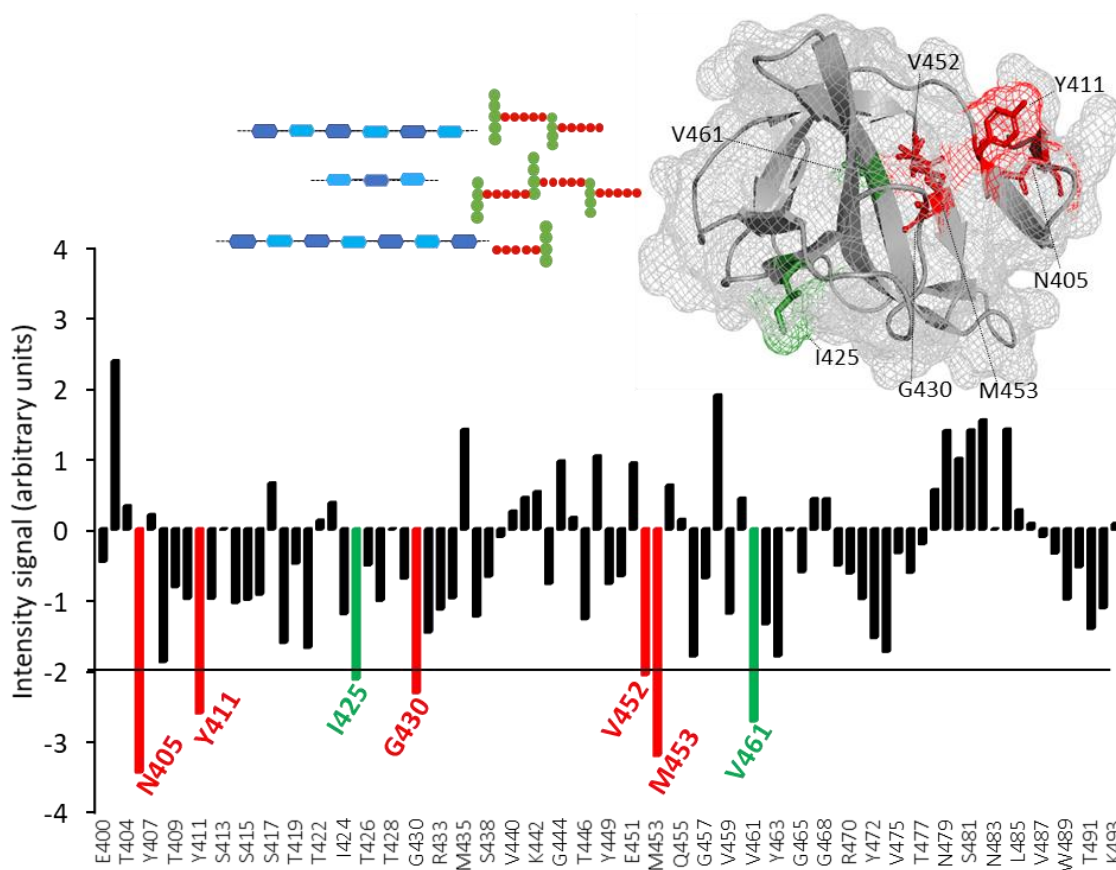 V452
Y411
V461
N405
I425
G430
M453
Intensity signal (arbitrary units)
4
3
2
1
0
-1
-2
-3
-4
N405
Y411
I425
G430
V452
M453
V461
E400
T404
Y407
T409
Y411
S413
S415
S417
T419
T422
I424
T426
T428
G430
R433
M435
S438
V440
K442
G444
T446
Y449
E451
M453
Q455
G457
V459
V461
Y463
G465
G468
R470
Y472
V475
T477
N479
S481
N483
L485
V487
W489
T491
K493